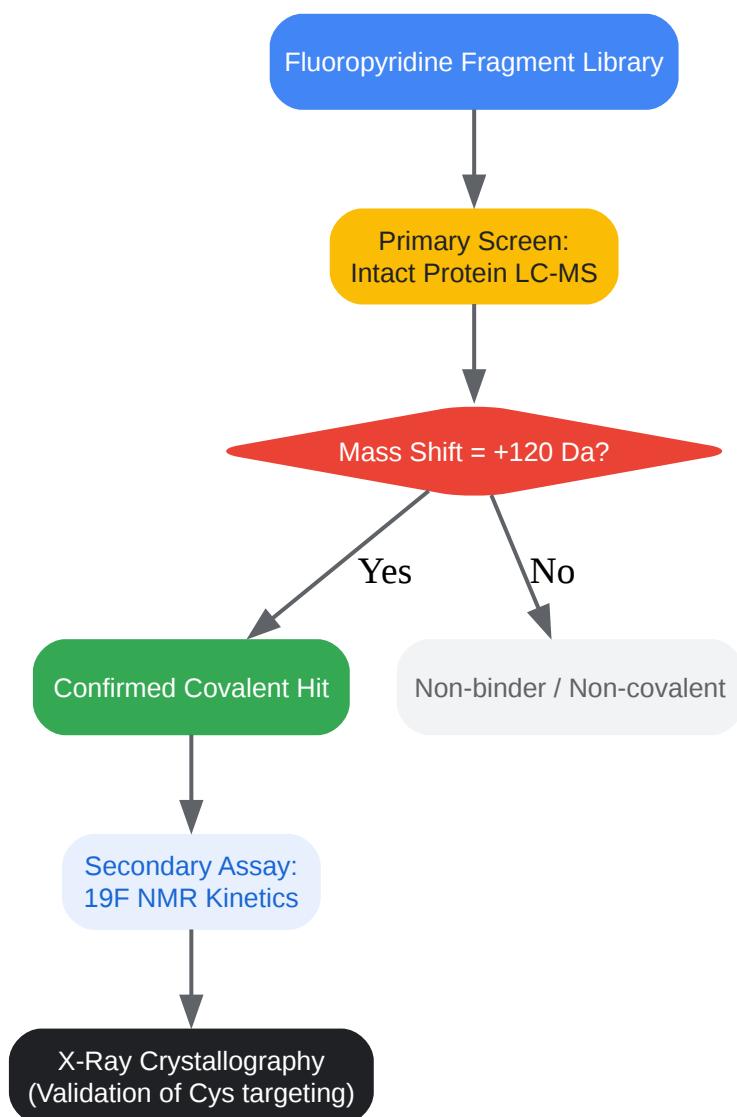 Fluoropyridine Fragment Library
Primary Screen:
Intact Protein LC-MS
Mass Shift = +120 Da?
Yes
No
Confirmed Covalent Hit
Non-binder / Non-covalent
Secondary Assay:
19F NMR Kinetics
X-Ray Crystallography
(Validation of Cys targeting)